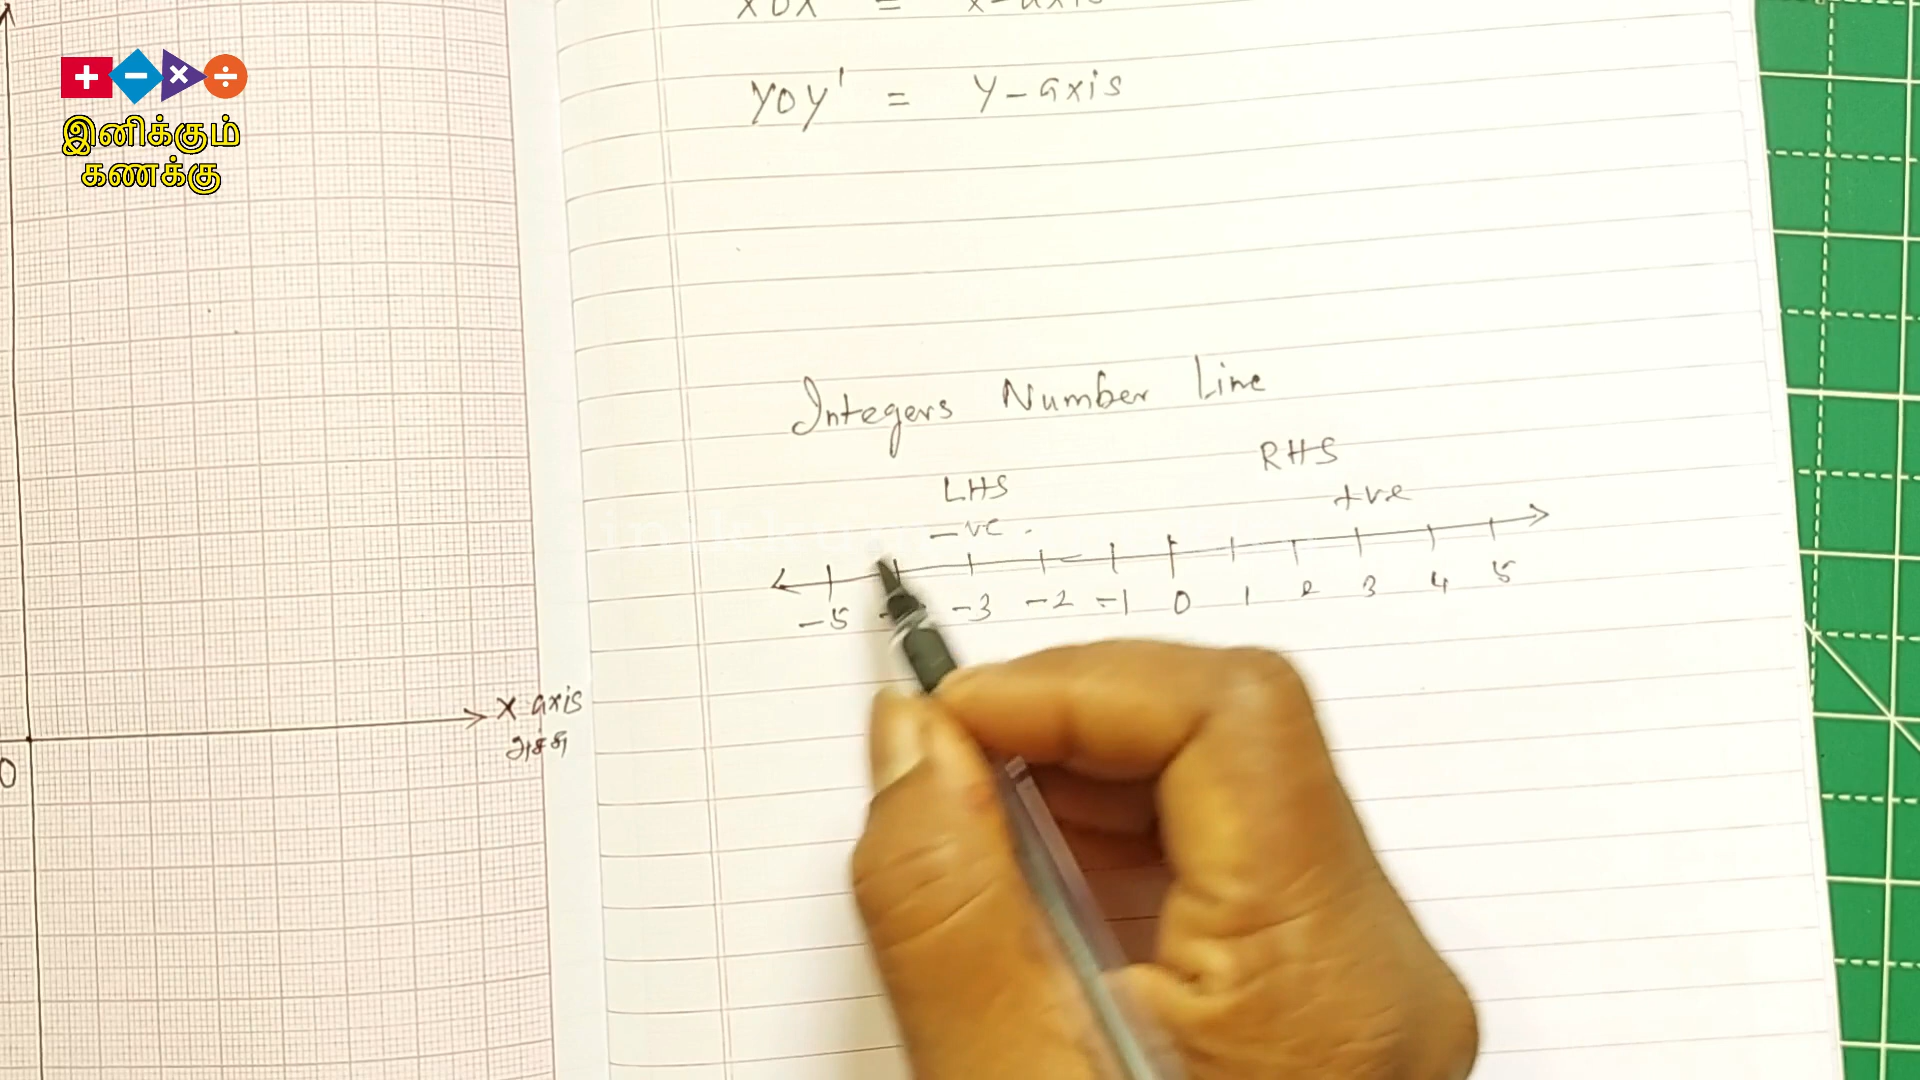 + − × ÷
இனிக்கும்
கணக்கு
YOY' = Y-axis
Integers Number Line
LHS RHS
-ve +ve
-5 -3 -2 -1 0 1 2 3 4 5
X axis
அச்சு
0